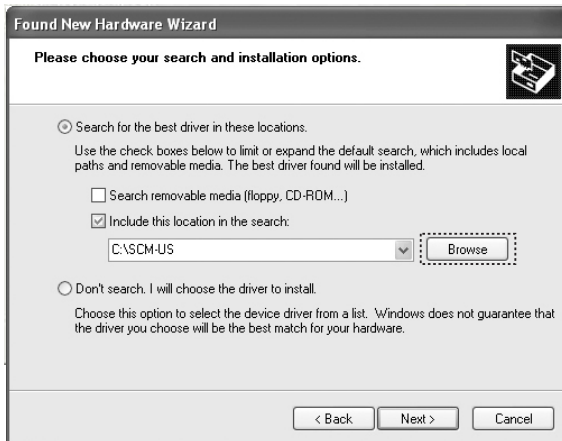 Found New Hardware Wizard
Please choose your search and installation options.
Search for the best driver in these locations.
Use the check boxes below to limit or expand the default search, which includes local
paths and removable media. The best driver found will be installed.
Search removable media (floppy, CD-ROM...)
Include this location in the search:
C:\SCM-US
Browse
Don't search. I will choose the driver to install.
Choose this option to select the device driver from a list. Windows does not guarantee that
the driver you choose will be the best match for your hardware.
< Back
Next >
Cancel